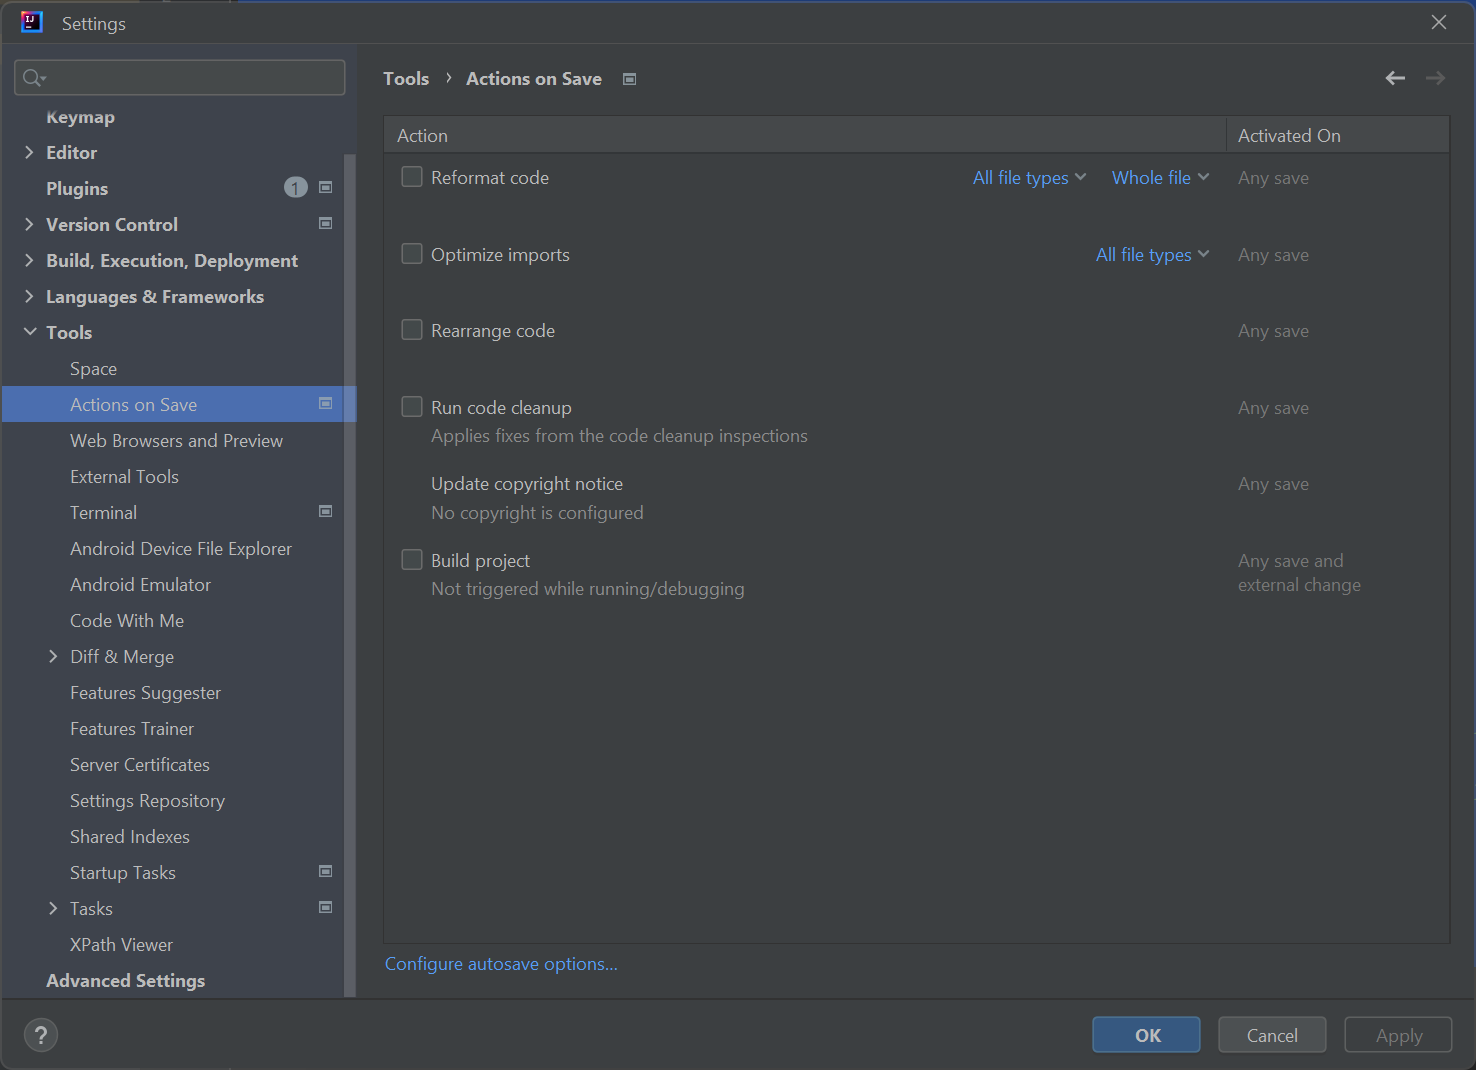 Settings
Keymap
Editor
Plugins 1
Version Control
Build, Execution, Deployment
Languages & Frameworks
Tools
Space
Actions on Save
Web Browsers and Preview
External Tools
Terminal
Android Device File Explorer
Android Emulator
Code With Me
Diff & Merge
Features Suggester
Features Trainer
Server Certificates
Settings Repository
Shared Indexes
Startup Tasks
Tasks
XPath Viewer
Advanced Settings
Tools › Actions on Save
Action Activated On
Reformat code All file types Whole file Any save
Optimize imports All file types Any save
Rearrange code Any save
Run code cleanup Any save
Applies fixes from the code cleanup inspections
Update copyright notice Any save
No copyright is configured
Build project Any save and
Not triggered while running/debugging external change
Configure autosave options...
? OK Cancel Apply